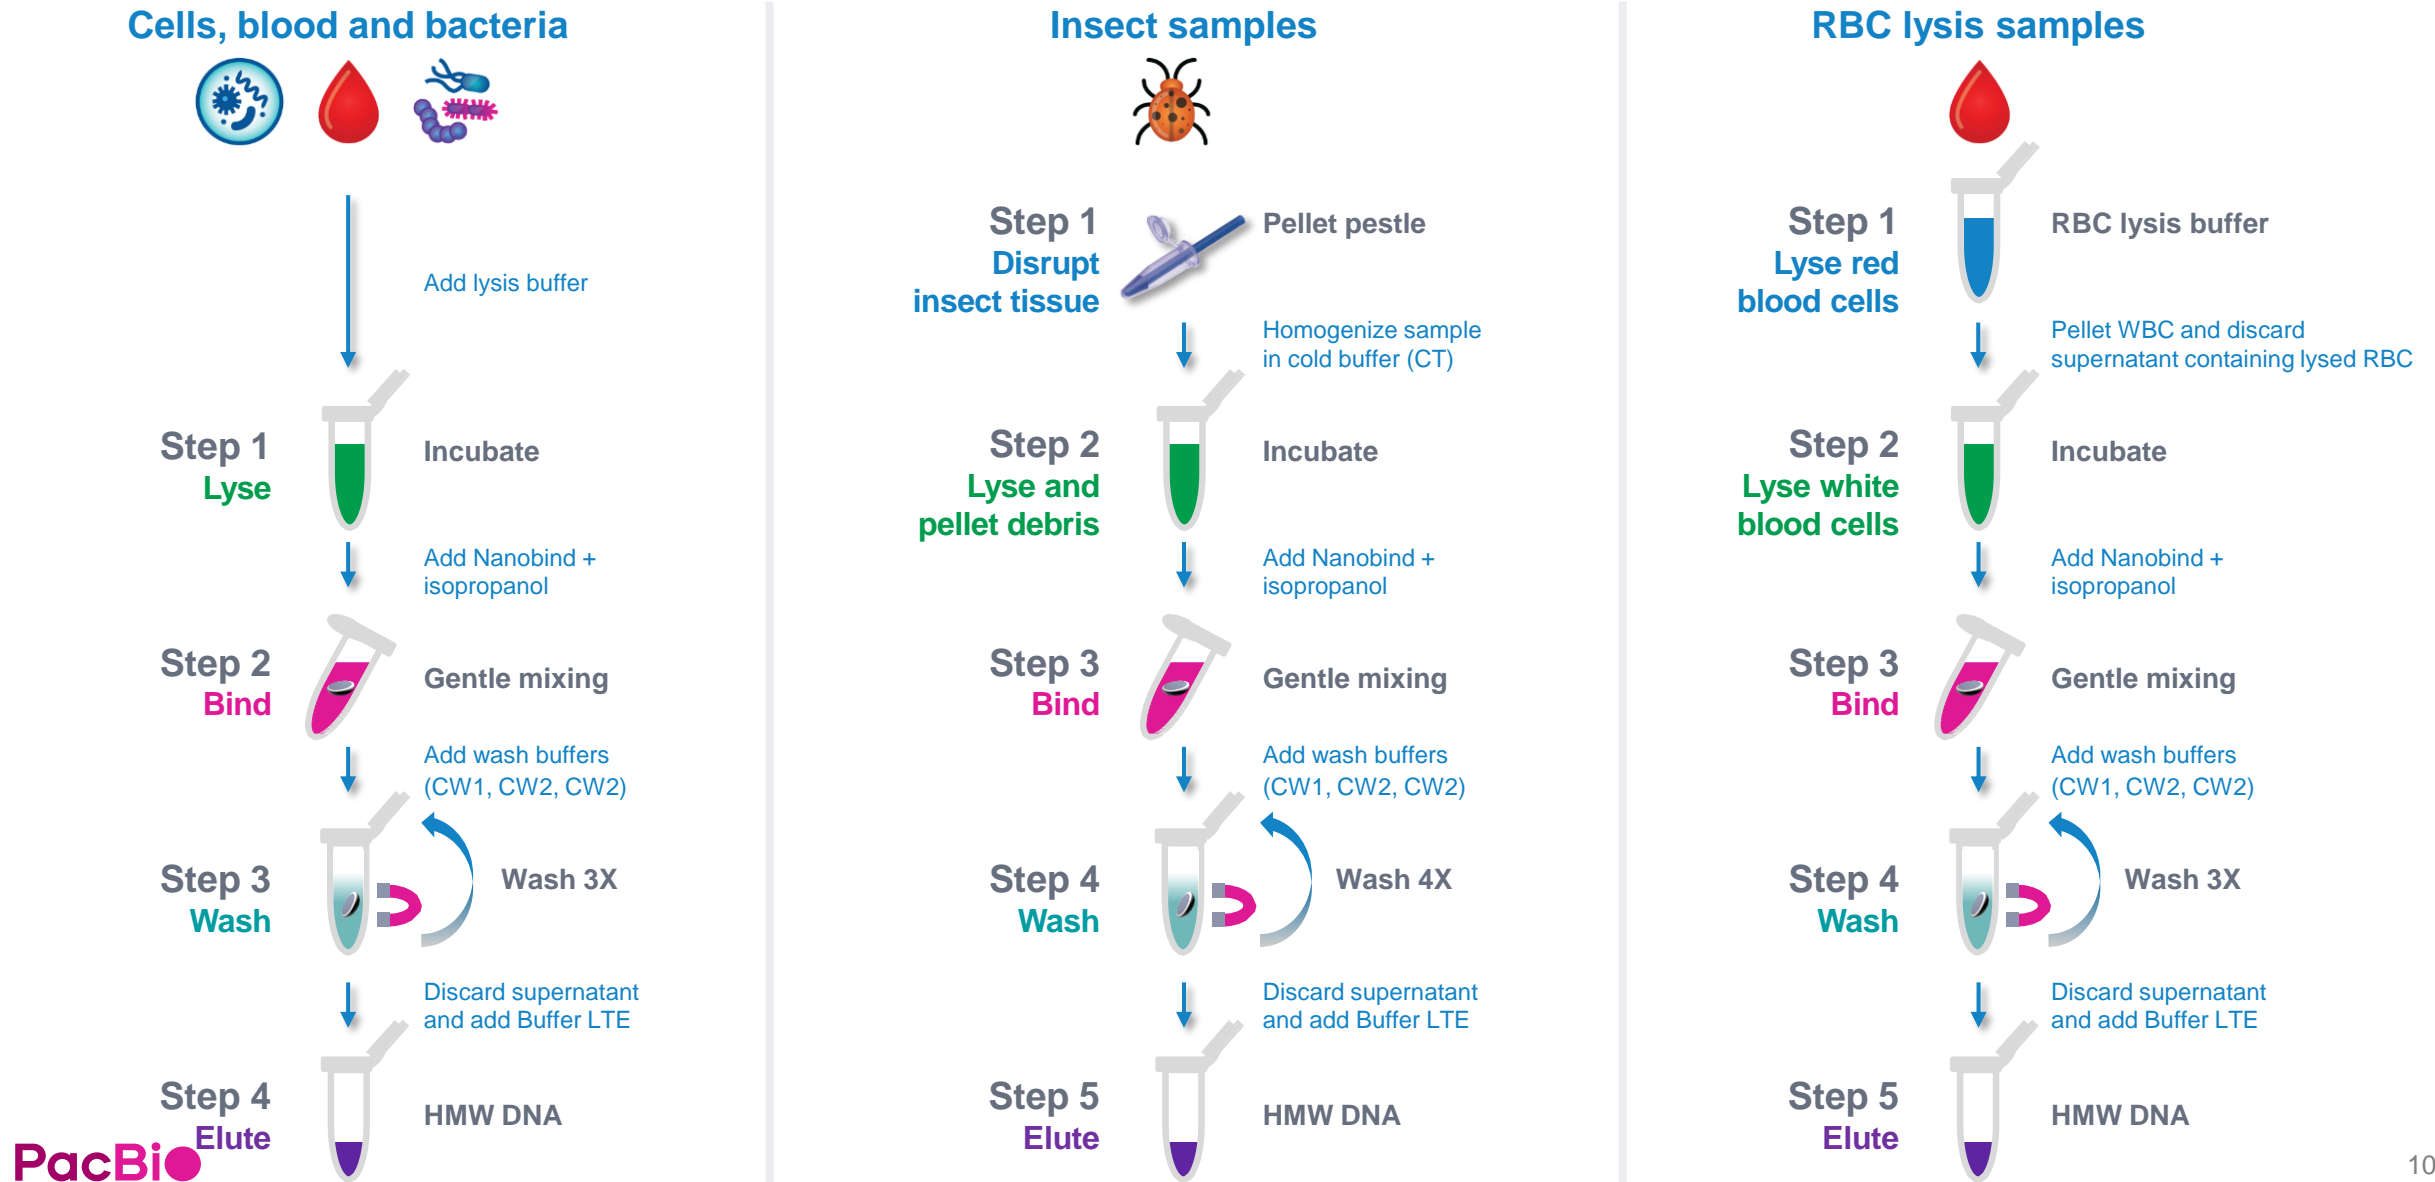 Cells, blood and bacteria
Add lysis buffer
Step 1
Lyse
Incubate
Add Nanobind +
isopropanol
Step 2
Bind
Gentle mixing
Add wash buffers
(CW1, CW2, CW2)
Step 3
Wash
Wash 3X
Discard supernatant
and add Buffer LTE
Step 4
Elute
HMW DNA
Insect samples
Step 1
Disrupt
insect tissue
Pellet pestle
Homogenize sample
in cold buffer (CT)
Step 2
Lyse and
pellet debris
Incubate
Add Nanobind +
isopropanol
Step 3
Bind
Gentle mixing
Add wash buffers
(CW1, CW2, CW2)
Step 4
Wash
Wash 4X
Discard supernatant
and add Buffer LTE
Step 5
Elute
HMW DNA
RBC lysis samples
Step 1
Lyse red
blood cells
RBC lysis buffer
Pellet WBC and discard
supernatant containing lysed RBC
Step 2
Lyse white
blood cells
Incubate
Add Nanobind +
isopropanol
Step 3
Bind
Gentle mixing
Add wash buffers
(CW1, CW2, CW2)
Step 4
Wash
Wash 3X
Discard supernatant
and add Buffer LTE
Step 5
Elute
HMW DNA
PacBio
10